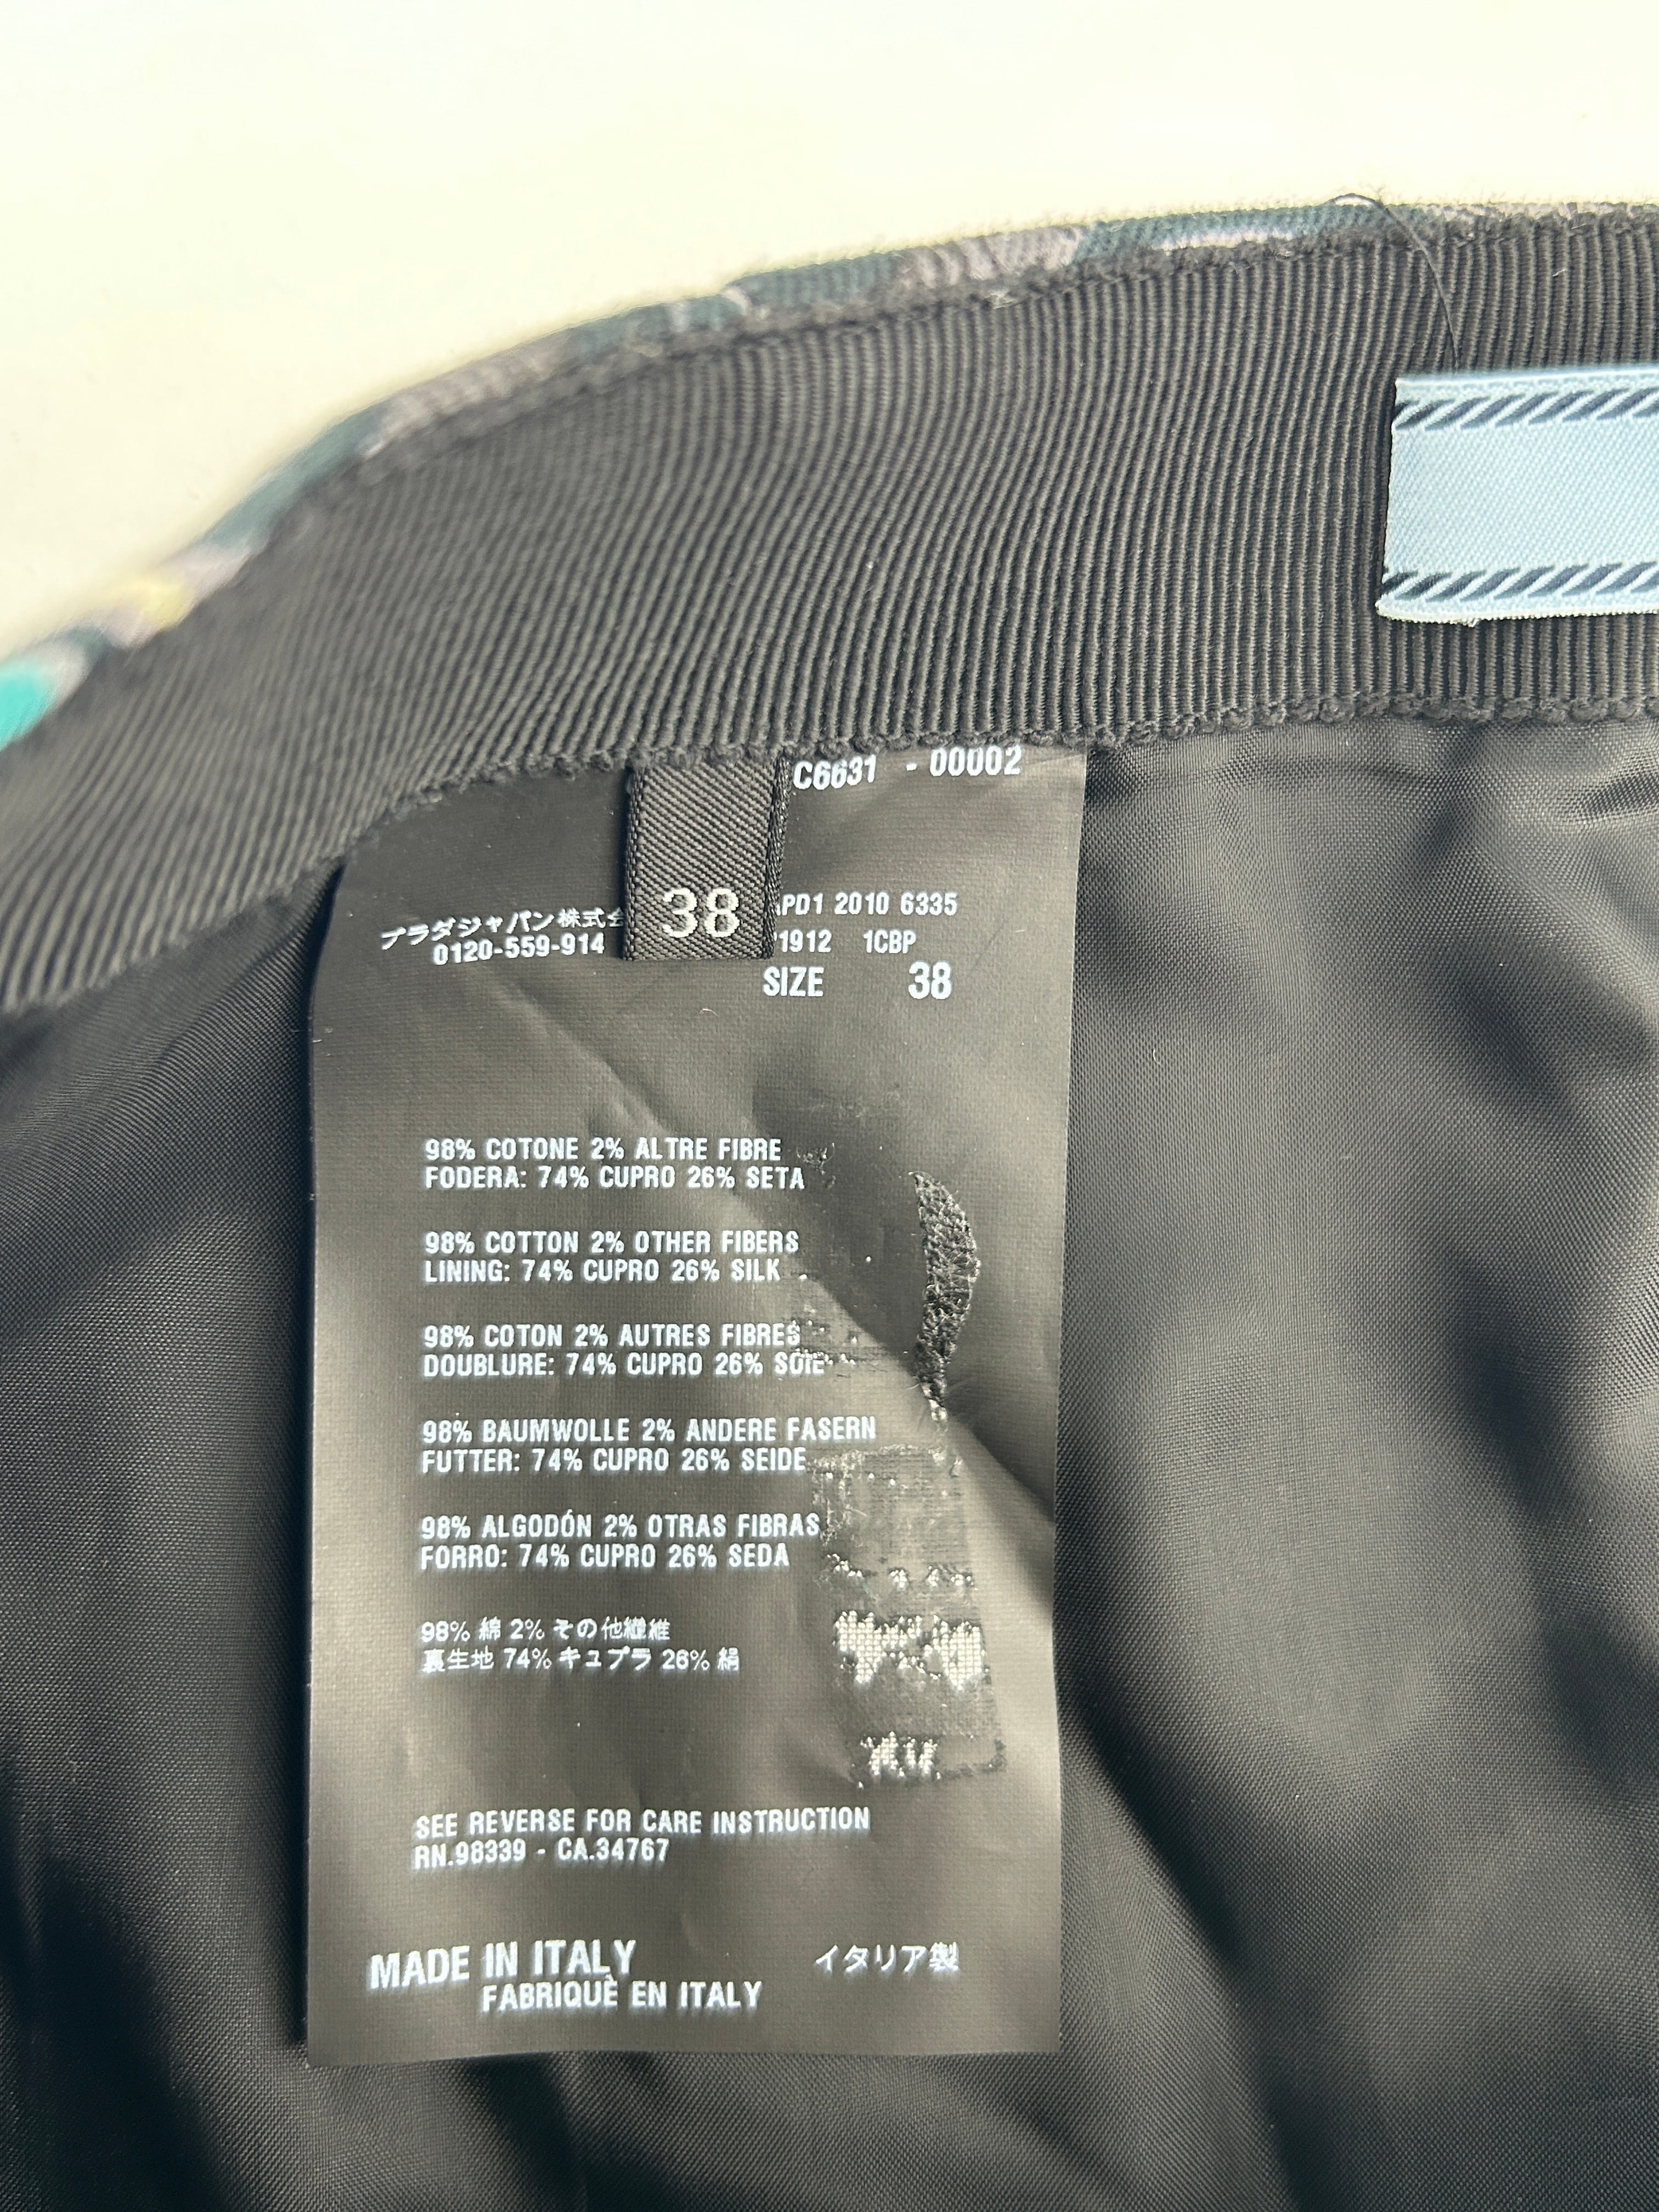 C6631 - 00002
38
PD1 2010 6335
プラダジャパン株式
0120-559-914
1912 1CBP
SIZE 38
98% COTONE 2% ALTRE FIBRE
FODERA: 74% CUPRO 26% SETA
98% COTTON 2% OTHER FIBERS
LINING: 74% CUPRO 26% SILK
98% COTON 2% AUTRES FIBRES
DOUBLURE: 74% CUPRO 26% SOIE
98% BAUMWOLLE 2% ANDERE FASERN
FUTTER: 74% CUPRO 26% SEIDE
98% ALGODÓN 2% OTRAS FIBRAS
FORRO: 74% CUPRO 26% SEDA
98% 綿 2% その他繊維
裏生地 74% キュプラ 26% 絹
SEE REVERSE FOR CARE INSTRUCTION
RN.98339 - CA.34767
MADE IN ITALY
FABRIQUÈ EN ITALY
イタリア製